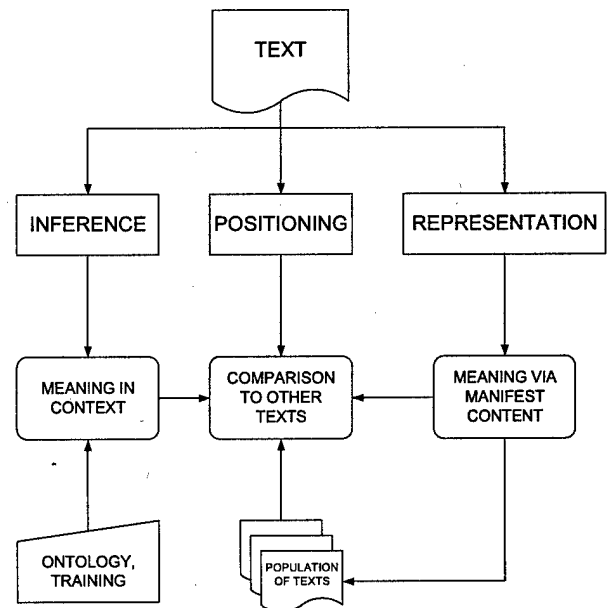 TEXT
INFERENCE
POSITIONING
REPRESENTATION
MEANING IN
CONTEXT
COMPARISON
TO OTHER
TEXTS
MEANING VIA
MANIFEST
CONTENT
ONTOLOGY,
TRAINING
POPULATION
OF TEXTS